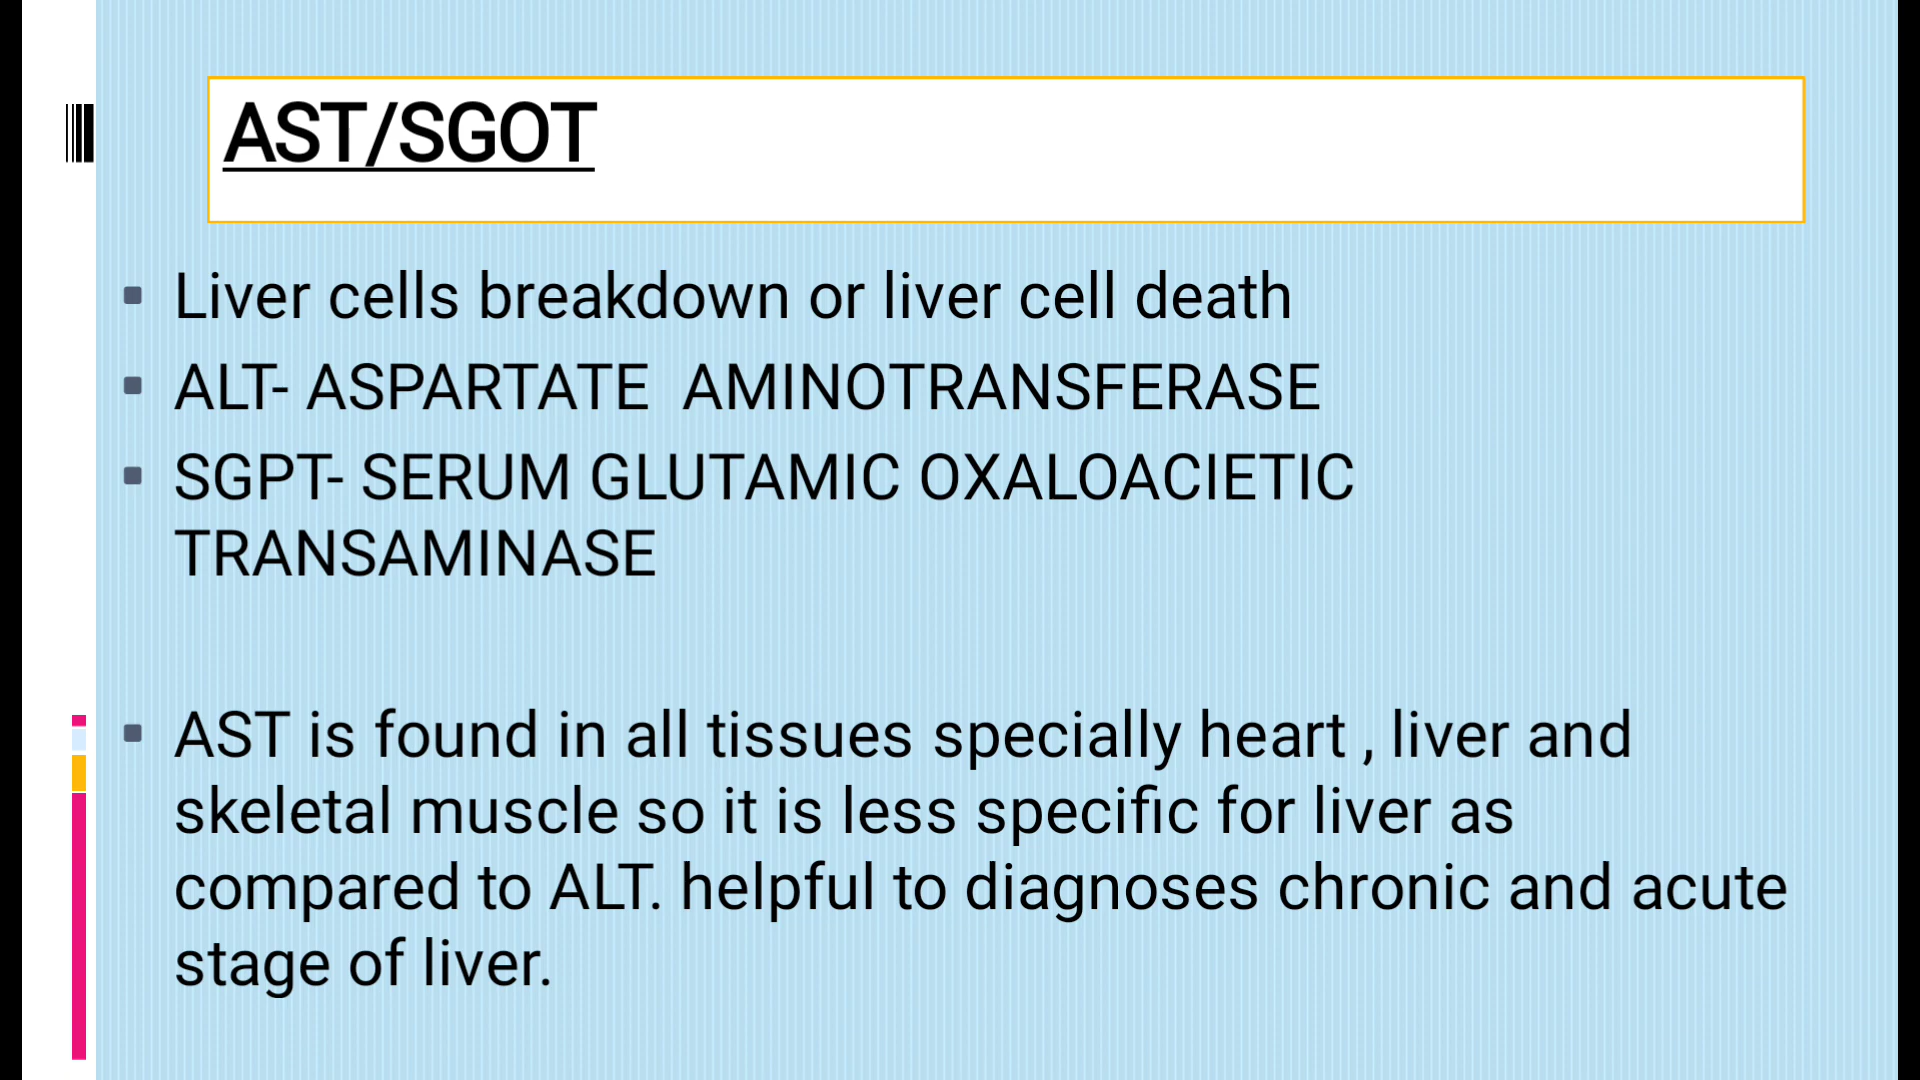 AST/SGOT
Liver cells breakdown or liver cell death
ALT- ASPARTATE  AMINOTRANSFERASE
SGPT- SERUM GLUTAMIC OXALOACIETIC
TRANSAMINASE
AST is found in all tissues specially heart , liver and
skeletal muscle so it is less specific for liver as
compared to ALT. helpful to diagnoses chronic and acute
stage of liver.